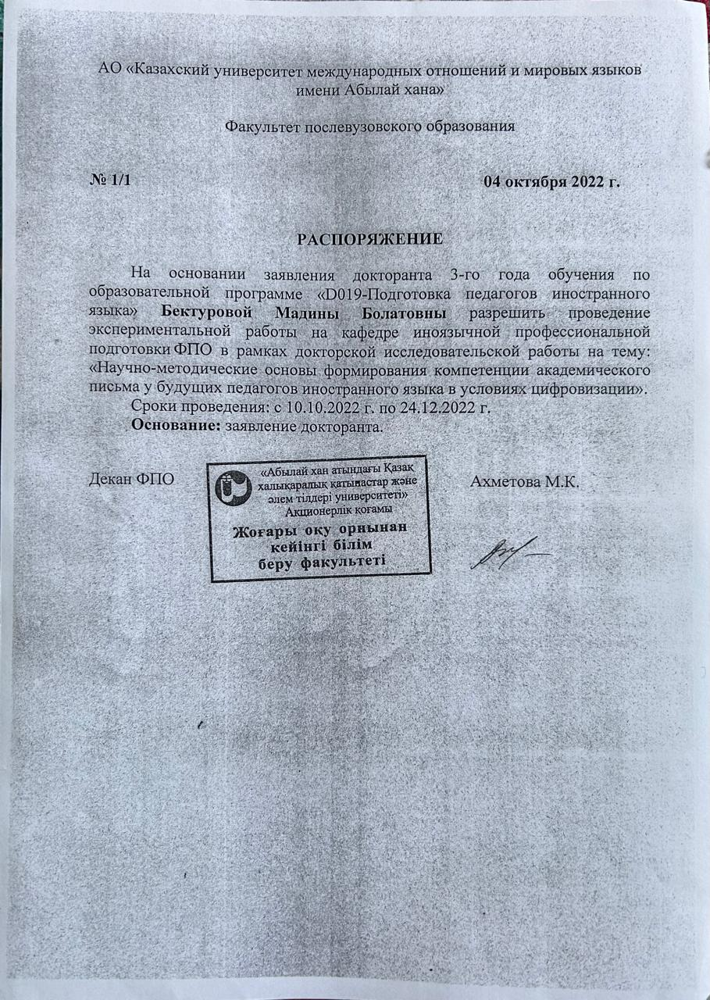 АО «Казахский университет международных отношений и мировых языков
имени Абылай хана»
Факультет послевузовского образования
№ 1/1 04 октября 2022 г.
РАСПОРЯЖЕНИЕ
На основании заявления докторанта 3-го года обучения по
образовательной программе «D019-Подготовка педагогов иностранного
языка» Бектуровой Мадины Болатовны разрешить проведение
экспериментальной работы на кафедре иноязычной профессиональной
подготовки ФПО в рамках докторской исследовательской работы на тему:
«Научно-методические основы формирования компетенции академического
письма у будущих педагогов иностранного языка в условиях цифровизации».
Сроки проведения: с 10.10.2022 г. по 24.12.2022 г.
Основание: заявление докторанта.
Декан ФПО
«Абылай хан атындағы Қазақ
халықаралық қатынастар және
әлем тілдері университеті»
Акционерлік қоғамы
Жоғары оқу орнынан
кейінгі білім
беру факультеті
Ахметова М.К.